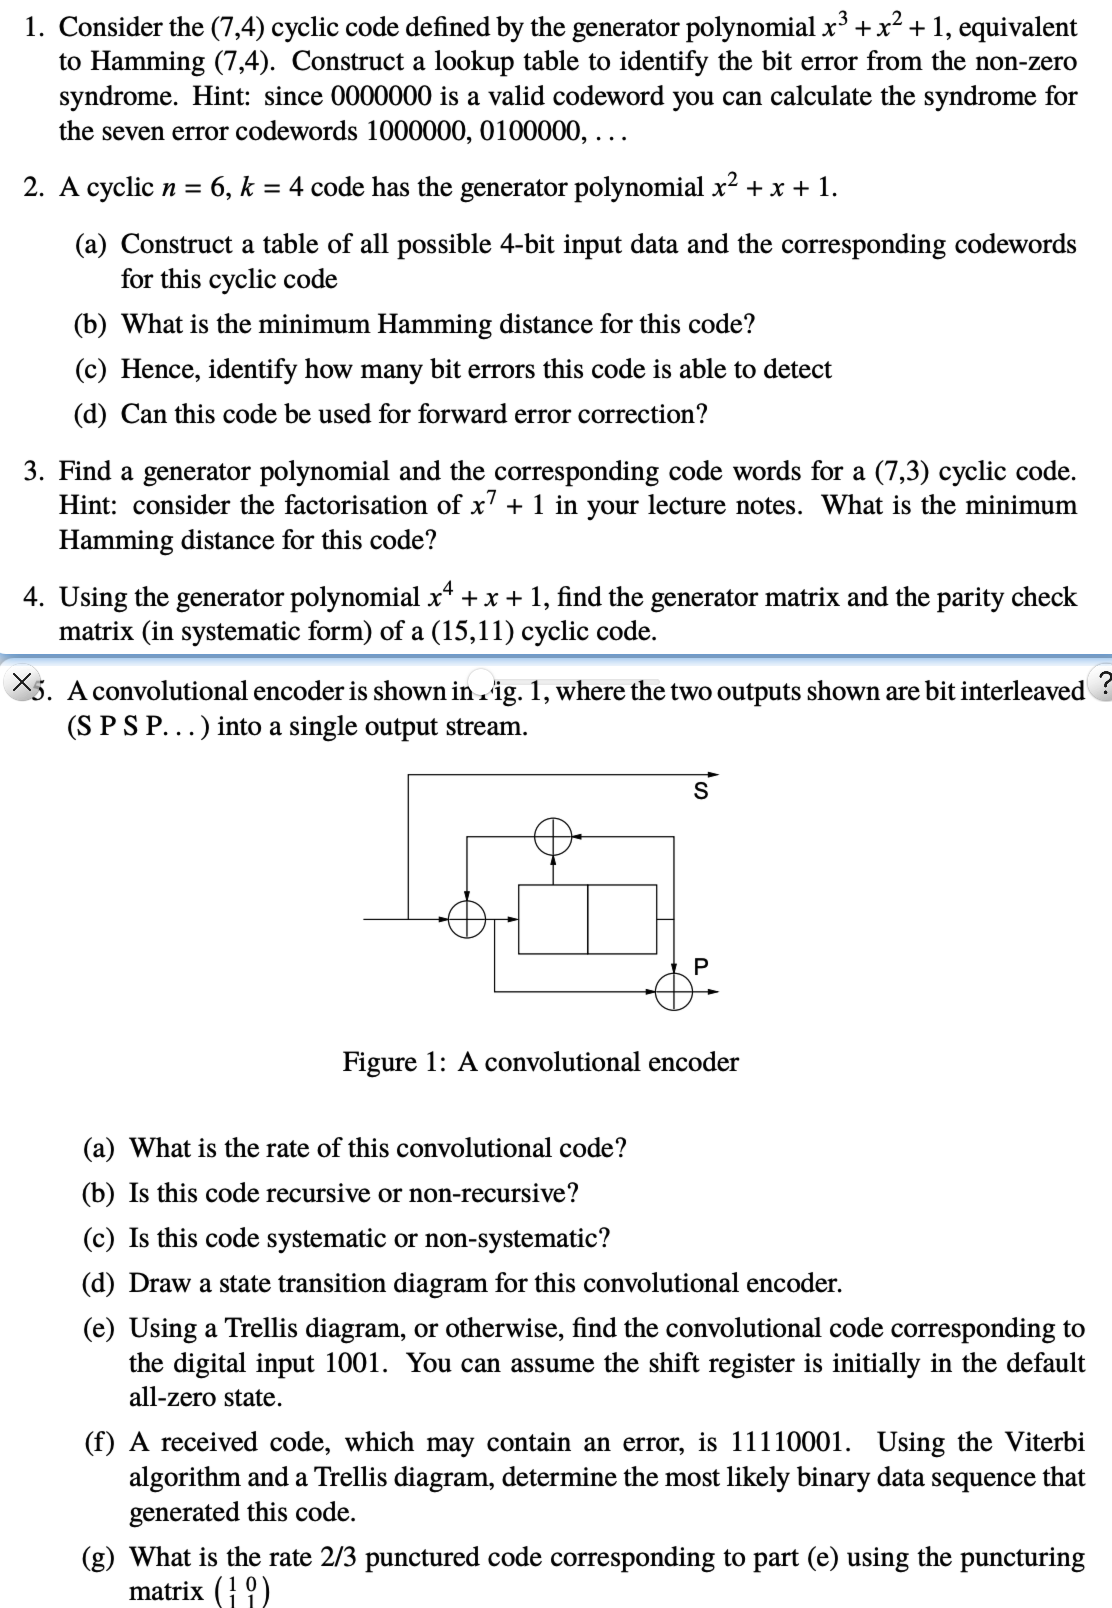 1. Consider the (7,4) cyclic code defined by the generator polynomial x³ + x² + 1, equivalent
to Hamming (7,4). Construct a lookup table to identify the bit error from the non-zero
syndrome. Hint: since 0000000 is a valid codeword you can calculate the syndrome for
the seven error codewords 1000000, 0100000, . . .
2. A cyclic n = 6, k = 4 code has the generator polynomial x² + x + 1.
(a) Construct a table of all possible 4-bit input data and the corresponding codewords
for this cyclic code
(b) What is the minimum Hamming distance for this code?
(c) Hence, identify how many bit errors this code is able to detect
(d) Can this code be used for forward error correction?
3. Find a generator polynomial and the corresponding code words for a (7,3) cyclic code.
Hint: consider the factorisation of x⁷ + 1 in your lecture notes. What is the minimum
Hamming distance for this code?
4. Using the generator polynomial x⁴ + x + 1, find the generator matrix and the parity check
matrix (in systematic form) of a (15,11) cyclic code.
5. A convolutional encoder is shown in Fig. 1, where the two outputs shown are bit interleaved ?
(S P S P. . . ) into a single output stream.
S
P
Figure 1: A convolutional encoder
(a) What is the rate of this convolutional code?
(b) Is this code recursive or non-recursive?
(c) Is this code systematic or non-systematic?
(d) Draw a state transition diagram for this convolutional encoder.
(e) Using a Trellis diagram, or otherwise, find the convolutional code corresponding to
the digital input 1001. You can assume the shift register is initially in the default
all-zero state.
(f) A received code, which may contain an error, is 11110001. Using the Viterbi
algorithm and a Trellis diagram, determine the most likely binary data sequence that
generated this code.
(g) What is the rate 2/3 punctured code corresponding to part (e) using the puncturing
matrix (1 0
1 1)